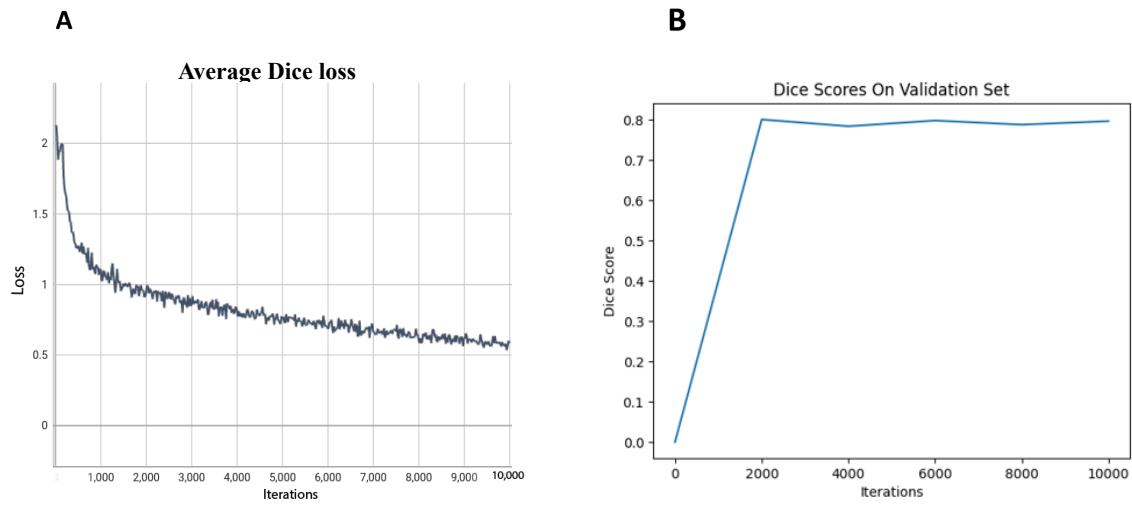 A
Average Dice loss
2
1.5
1
0.5
0
Loss
1,000 2,000 3,000 4,000 5,000 6,000 7,000 8,000 9,000 10,000
Iterations
B
Dice Scores On Validation Set
0.8
0.7
0.6
0.5
0.4
0.3
0.2
0.1
0.0
Dice Score
0 2000 4000 6000 8000 10000
Iterations